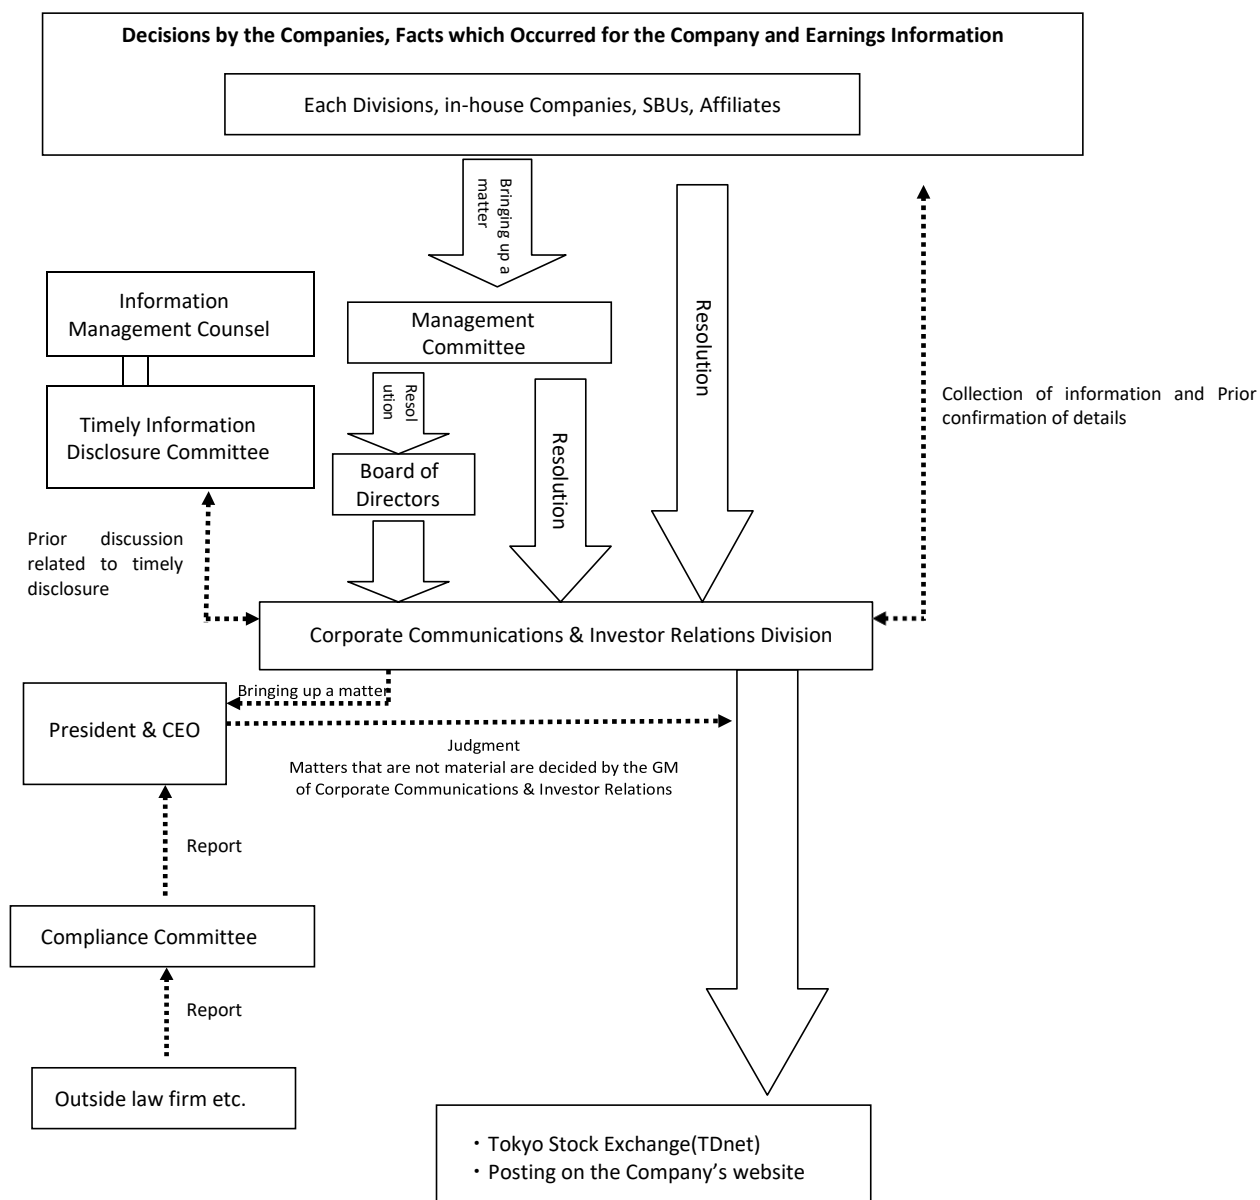 Decisions by the Companies, Facts which Occurred for the Company and Earnings Information
Each Divisions, in-house Companies, SBUs, Affiliates
Bringing up a
matter
Resolution
Information
Management Counsel
Management
Committee
Collection of information and Prior
confirmation of details
Timely Information
Disclosure Committee
Resol
ution
Resolution
Board of
Directors
Prior discussion
related to timely
disclosure
Corporate Communications & Investor Relations Division
Bringing up a matter
President & CEO
Judgment
Matters that are not material are decided by the GM
of Corporate Communications & Investor Relations
Report
Compliance Committee
Report
Outside law firm etc.
・Tokyo Stock Exchange(TDnet)
・Posting on the Company’s website